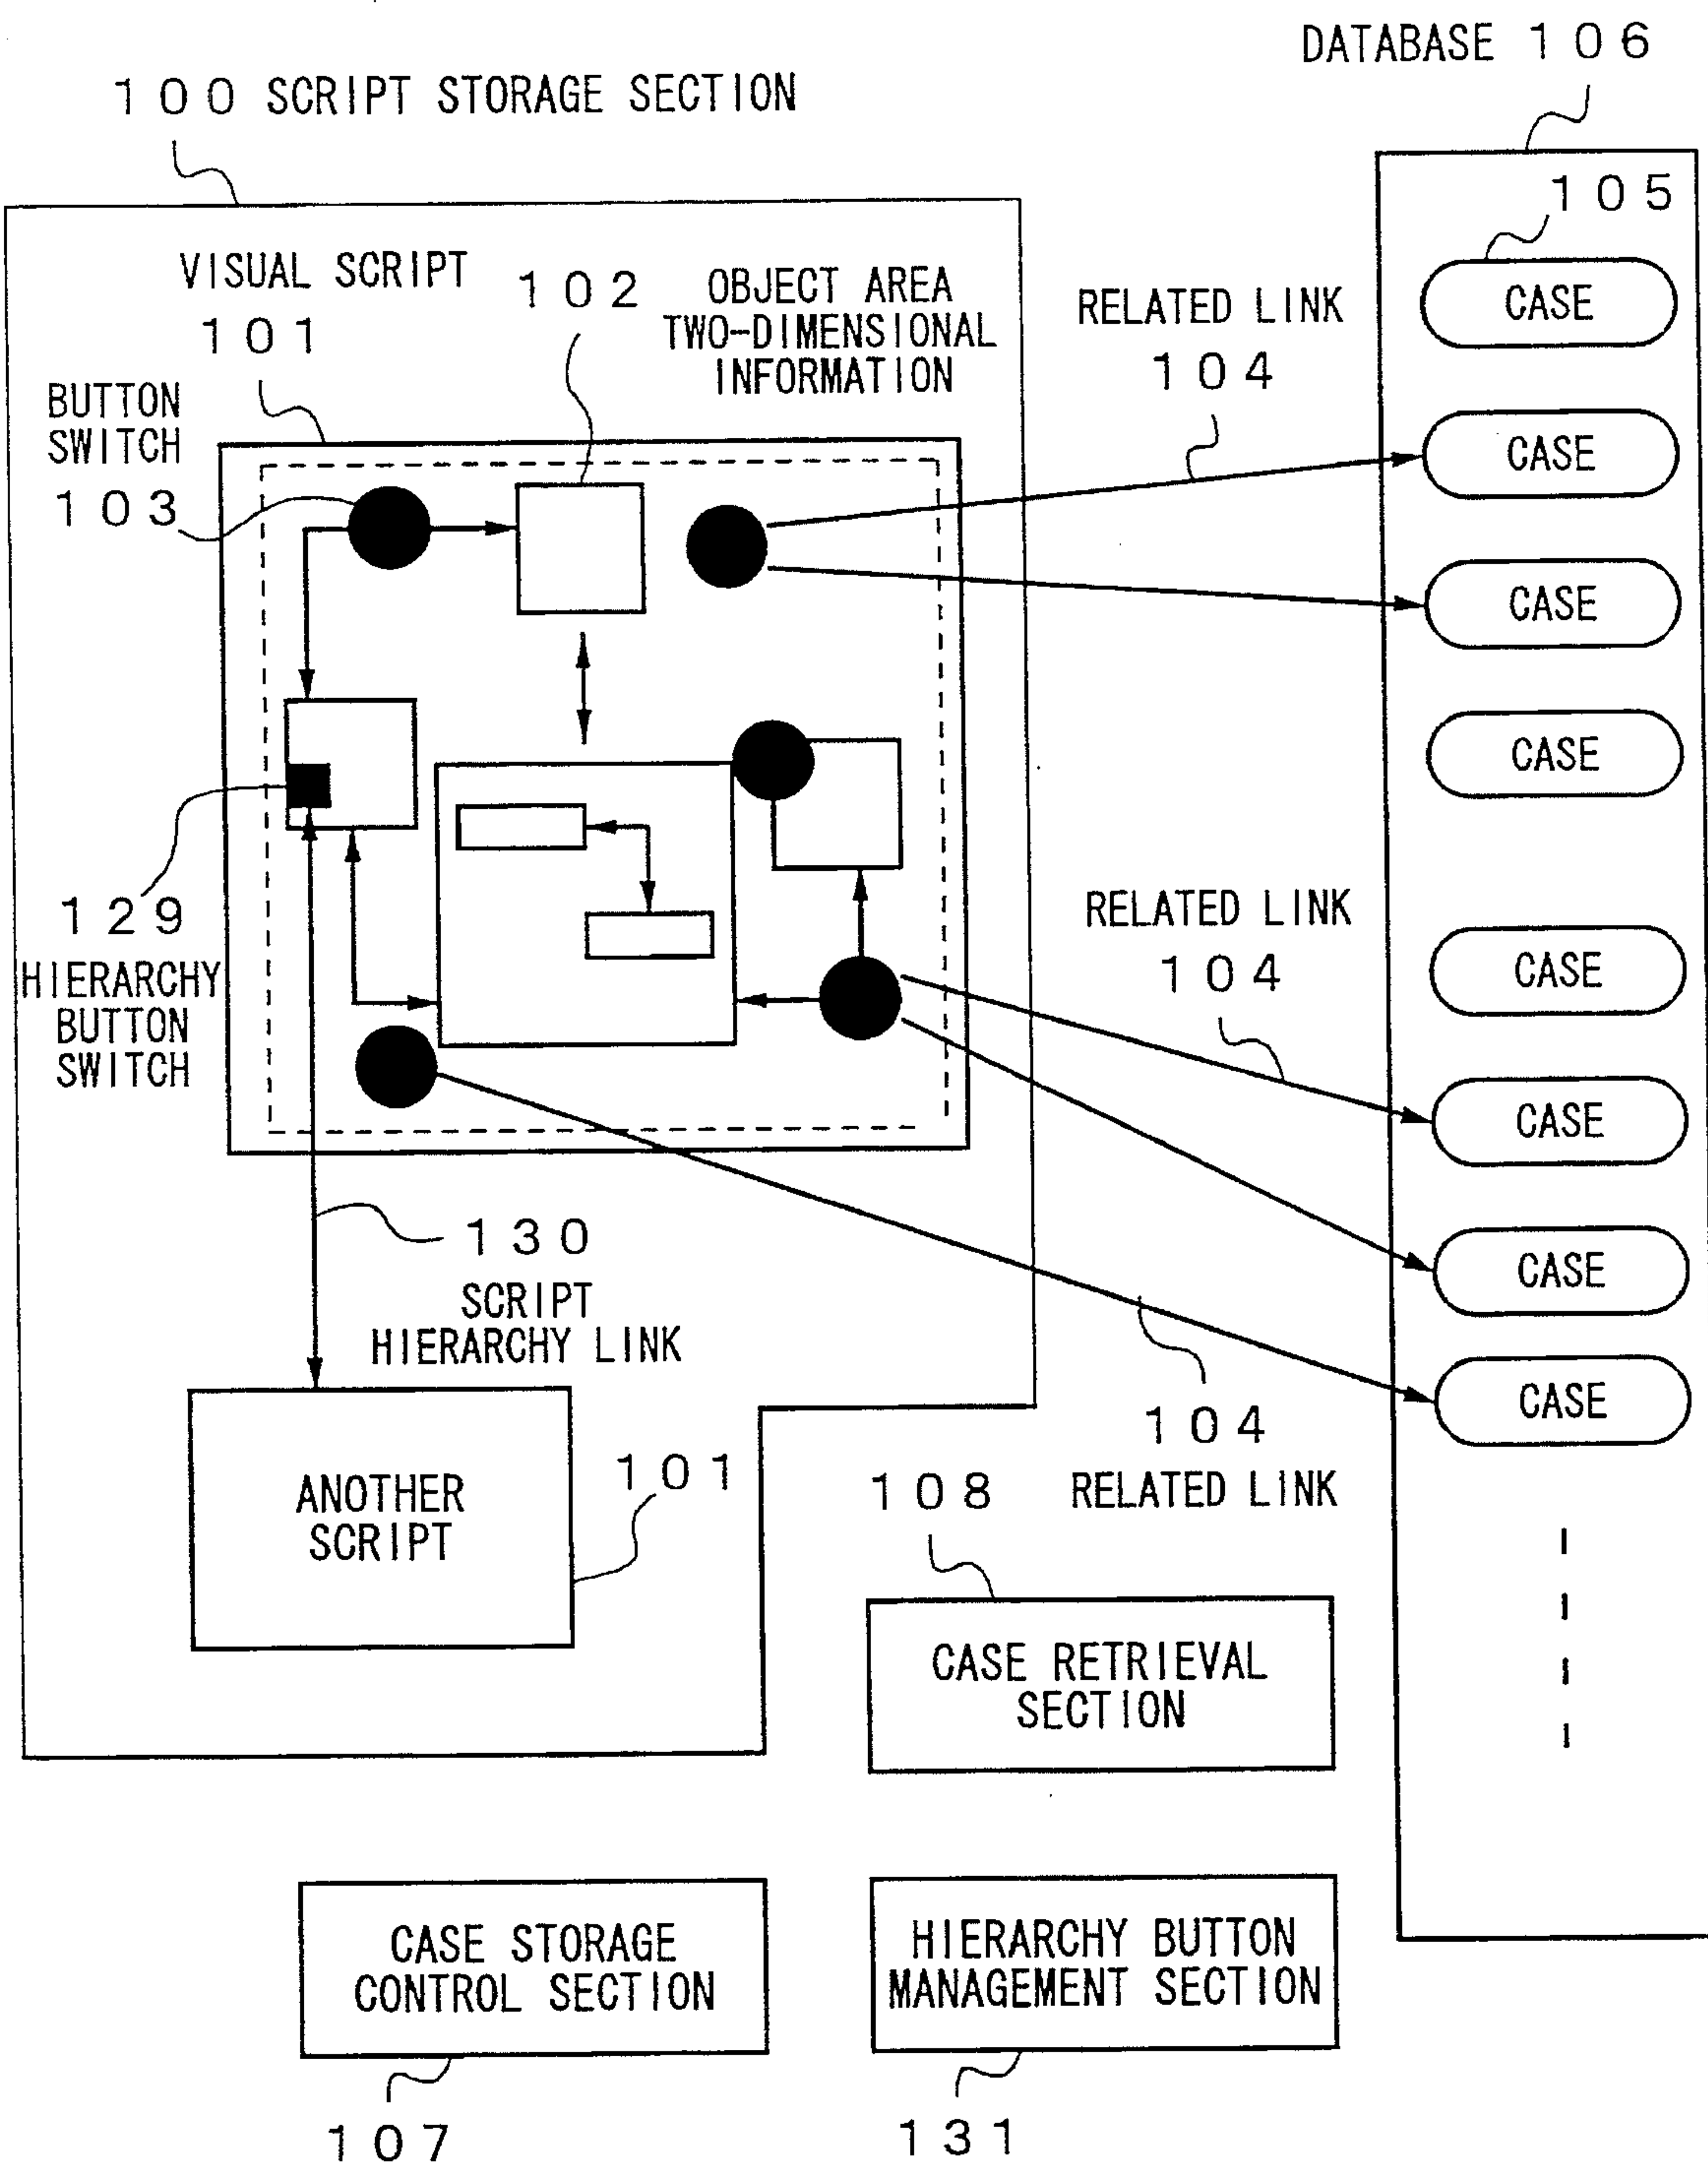 DATABASE 106
100 SCRIPT STORAGE SECTION
105
CASE
VISUAL SCRIPT
101
102
OBJECT AREA
TWO-DIMENSIONAL
INFORMATION
RELATED LINK
104
BUTTON
SWITCH
103
CASE
CASE
CASE
129
HIERARCHY
BUTTON
SWITCH
RELATED LINK
104
CASE
CASE
130
SCRIPT
HIERARCHY LINK
CASE
CASE
104
RELATED LINK
ANOTHER
SCRIPT
101
108
CASE RETRIEVAL
SECTION
CASE STORAGE
CONTROL SECTION
107
HIERARCHY BUTTON
MANAGEMENT SECTION
131